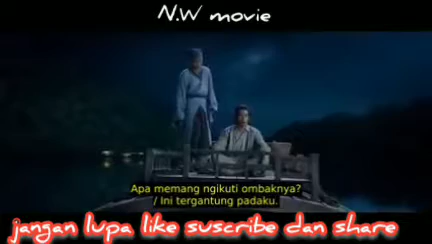 N.W movie
Apa memang ngikuti ombaknya?
/ Ini tergantung padaku.
jangan lupa like suscribe dan share